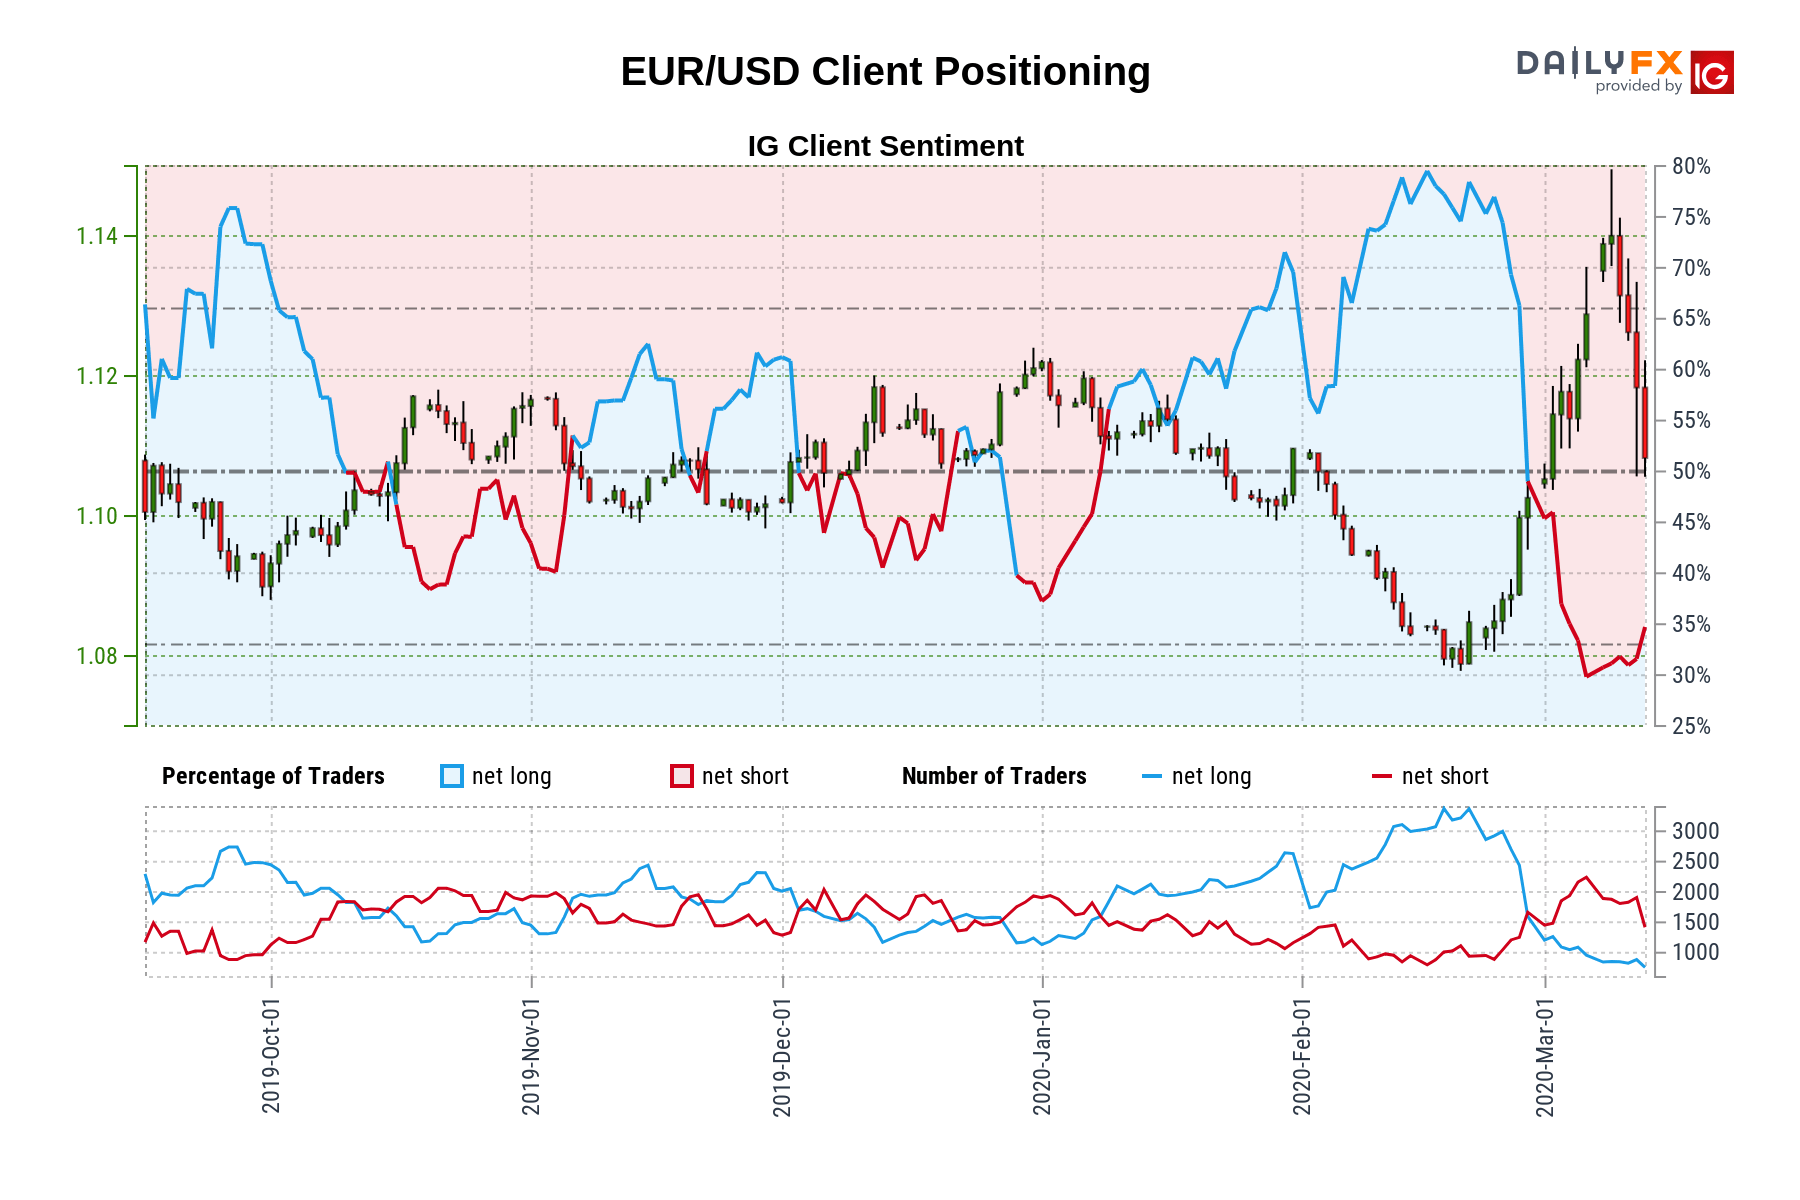 EUR/USD Client Positioning
DAILYFX
provided by IG
IG Client Sentiment
1.14
1.12
1.10
1.08
80%
75%
70%
65%
60%
55%
50%
45%
40%
35%
30%
25%
Percentage of Traders net long net short Number of Traders net long net short
3000
2500
2000
1500
1000
2019-Oct-01
2019-Nov-01
2019-Dec-01
2020-Jan-01
2020-Feb-01
2020-Mar-01